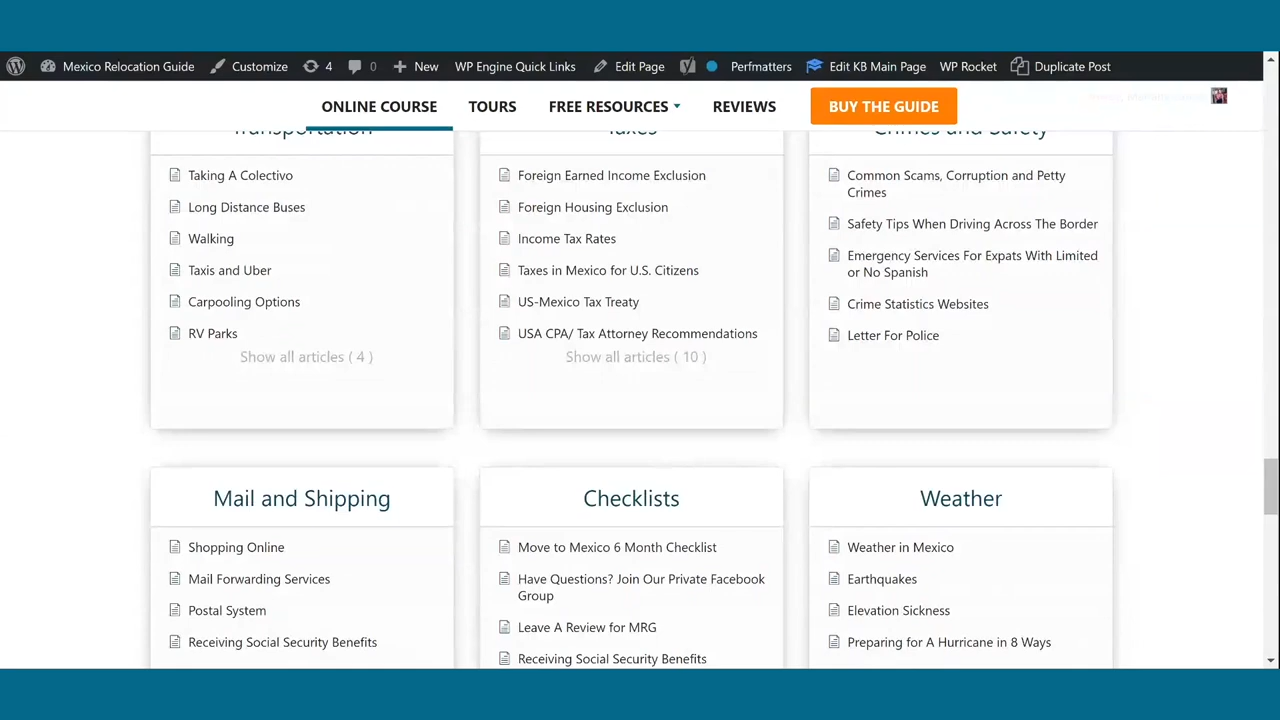 Mexico Relocation Guide Customize 4 0 New WP Engine Quick Links Edit Page Perfmatters Edit KB Main Page WP Rocket Duplicate Post
ONLINE COURSE TOURS FREE RESOURCES REVIEWS BUY THE GUIDE
Transportation
Taking A Colectivo
Long Distance Buses
Walking
Taxis and Uber
Carpooling Options
RV Parks
Show all articles ( 4 )
Taxes
Foreign Earned Income Exclusion
Foreign Housing Exclusion
Income Tax Rates
Taxes in Mexico for U.S. Citizens
US-Mexico Tax Treaty
USA CPA/ Tax Attorney Recommendations
Show all articles ( 10 )
Crimes and Safety
Common Scams, Corruption and Petty
Crimes
Safety Tips When Driving Across The Border
Emergency Services For Expats With Limited
or No Spanish
Crime Statistics Websites
Letter For Police
Mail and Shipping
Shopping Online
Mail Forwarding Services
Postal System
Receiving Social Security Benefits
Checklists
Move to Mexico 6 Month Checklist
Have Questions? Join Our Private Facebook
Group
Leave A Review for MRG
Receiving Social Security Benefits
Weather
Weather in Mexico
Earthquakes
Elevation Sickness
Preparing for A Hurricane in 8 Ways